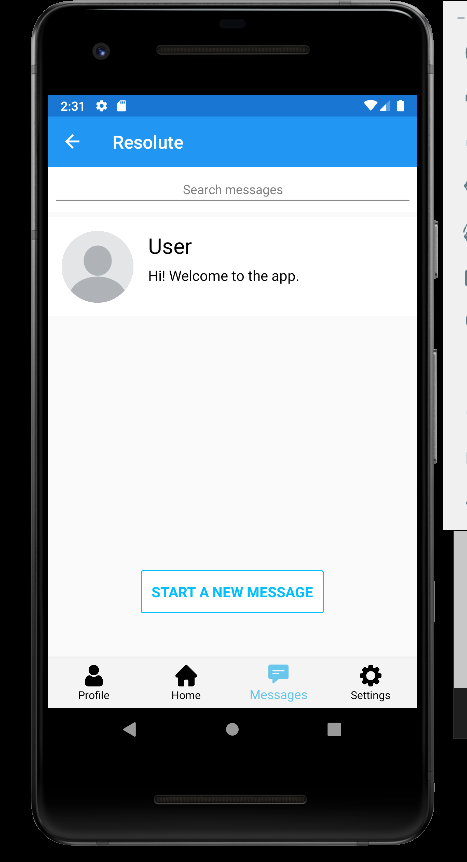 2:31
Resolute
Search messages
User
Hi! Welcome to the app.
START A NEW MESSAGE
Profile
Home
Messages
Settings